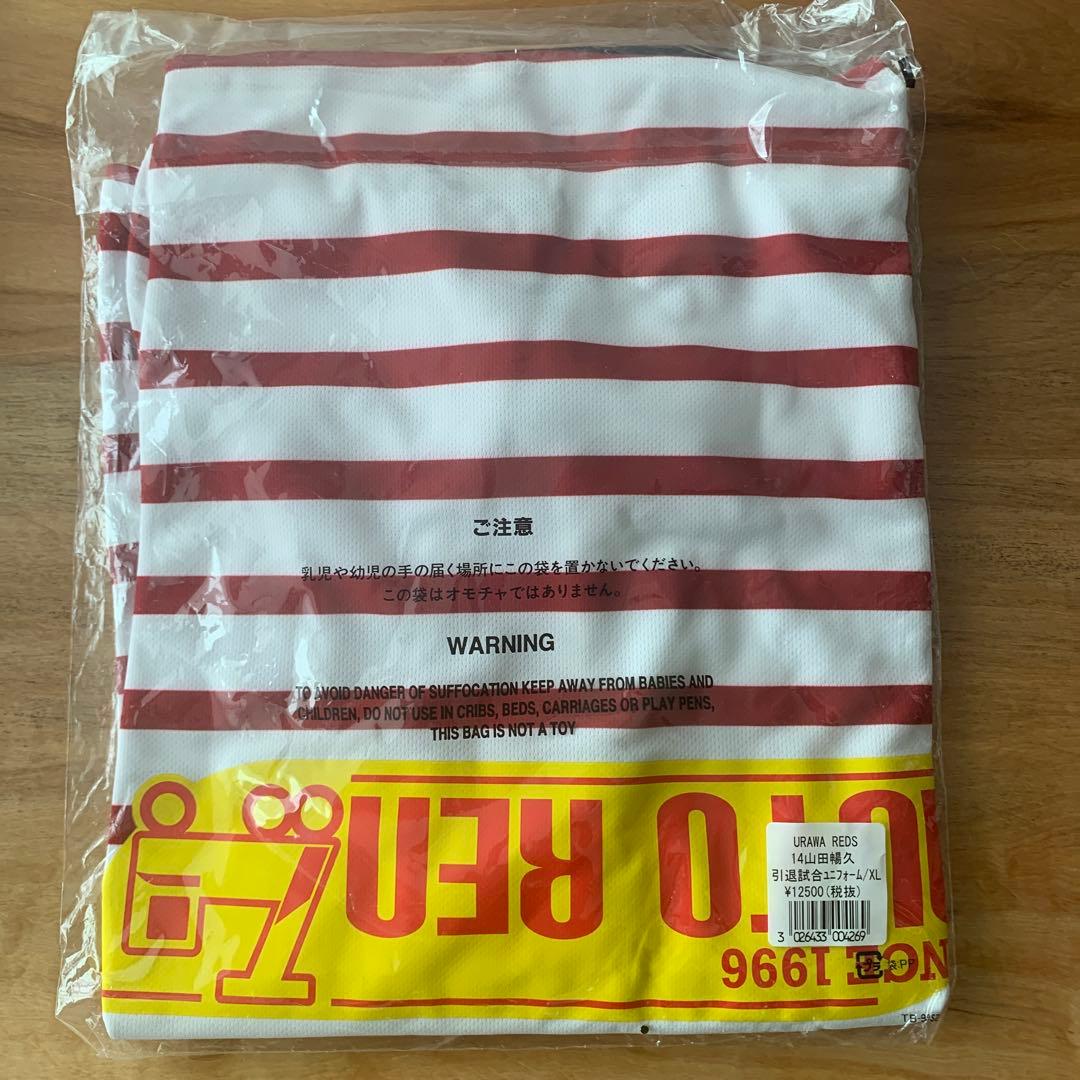 ご注意
乳児や幼児の手の届く場所にこの袋を置かないでください。
この袋はオモチャではありません。
WARNING
TO AVOID DANGER OF SUFFOCATION KEEP AWAY FROM BABIES AND
CHILDREN, DO NOT USE IN CRIBS, BEDS, CARRIAGES OR PLAY PENS,
THIS BAG IS NOT A TOY
URAWA REDS
14山田暢久
引退試合ユニフォーム/XL
¥12500(税抜)
3 026433 004269
プラ 袋:PP
1996